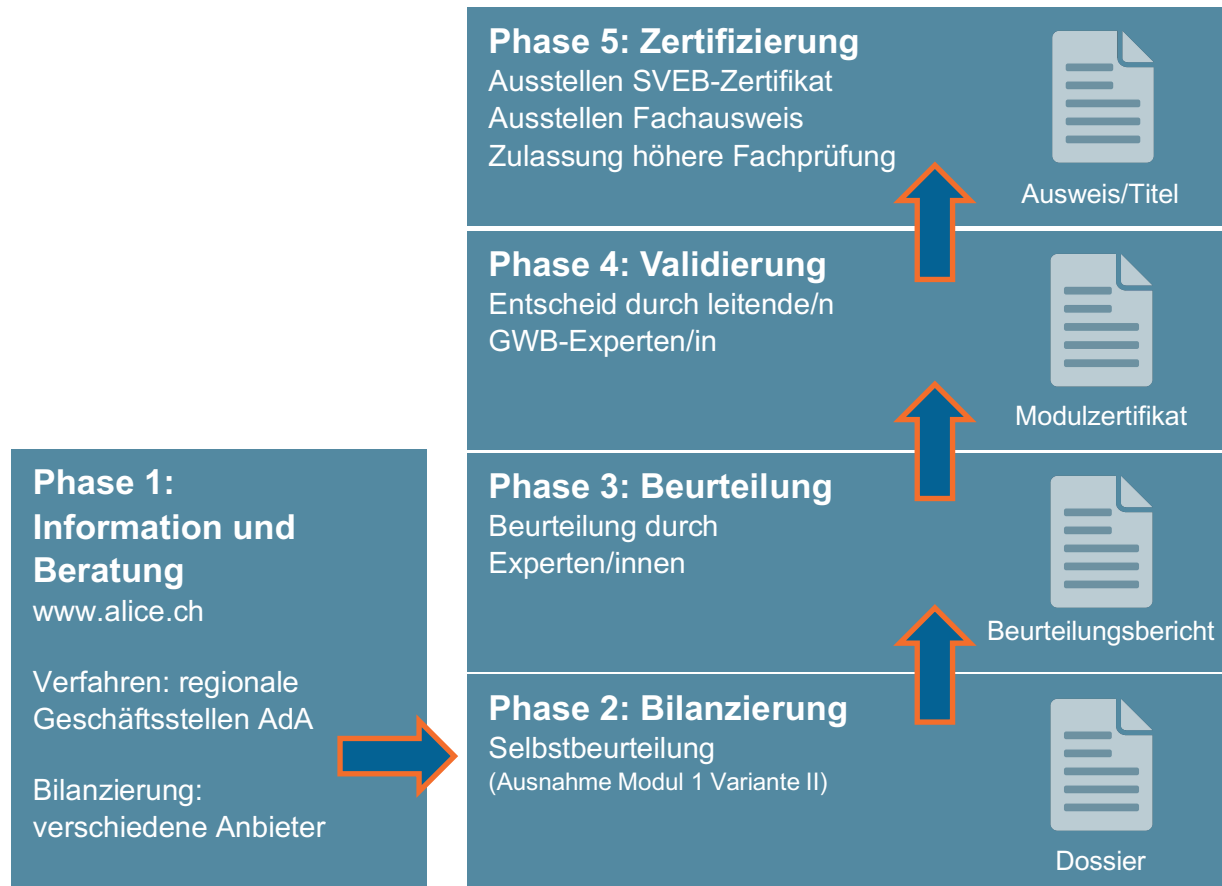 Phase 5: Zertifizierung
Ausstellen SVEB-Zertifikat
Ausstellen Fachausweis
Zulassung höhere Fachprüfung
Ausweis/Titel
Phase 4: Validierung
Entscheid durch leitende/n
GWB-Experten/in
Modulzertifikat
Phase 3: Beurteilung
Beurteilung durch
Experten/innen
Beurteilungsbericht
Phase 1:
Information und
Beratung
www.alice.ch
Verfahren: regionale
Geschäftsstellen AdA
Bilanzierung:
verschiedene Anbieter
Phase 2: Bilanzierung
Selbstbeurteilung
(Ausnahme Modul 1 Variante II)
Dossier